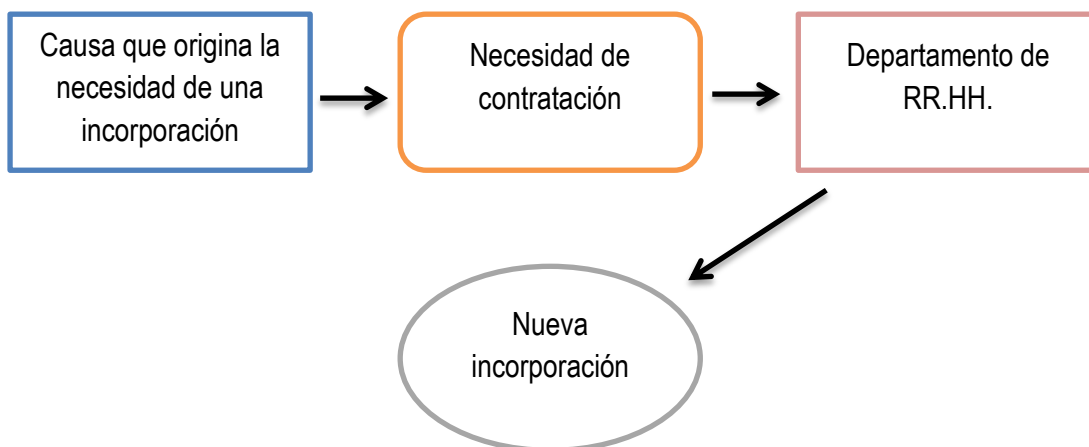 Causa que origina la
necesidad de una
incorporación
Necesidad de
contratación
Departamento de
RR.HH.
Nueva
incorporación